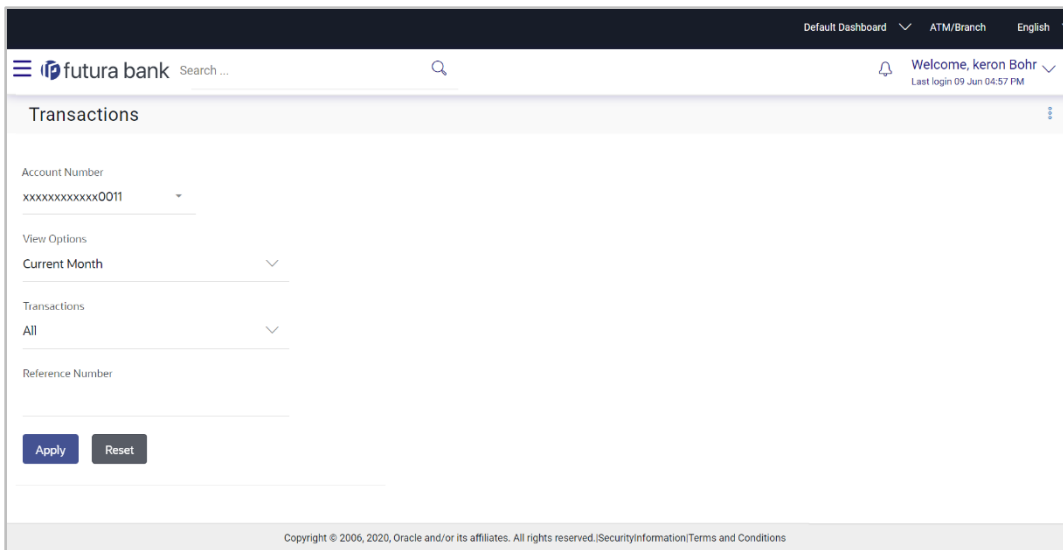 Default Dashboard ATM/Branch English
futura bank Search ... Welcome, keron Bohr
Last login 09 Jun 04:57 PM
Transactions
Account Number
xxxxxxxxxxxx0011
View Options
Current Month
Transactions
All
Reference Number
Apply Reset
Copyright © 2006, 2020, Oracle and/or its affiliates. All rights reserved.|SecurityInformation|Terms and Conditions